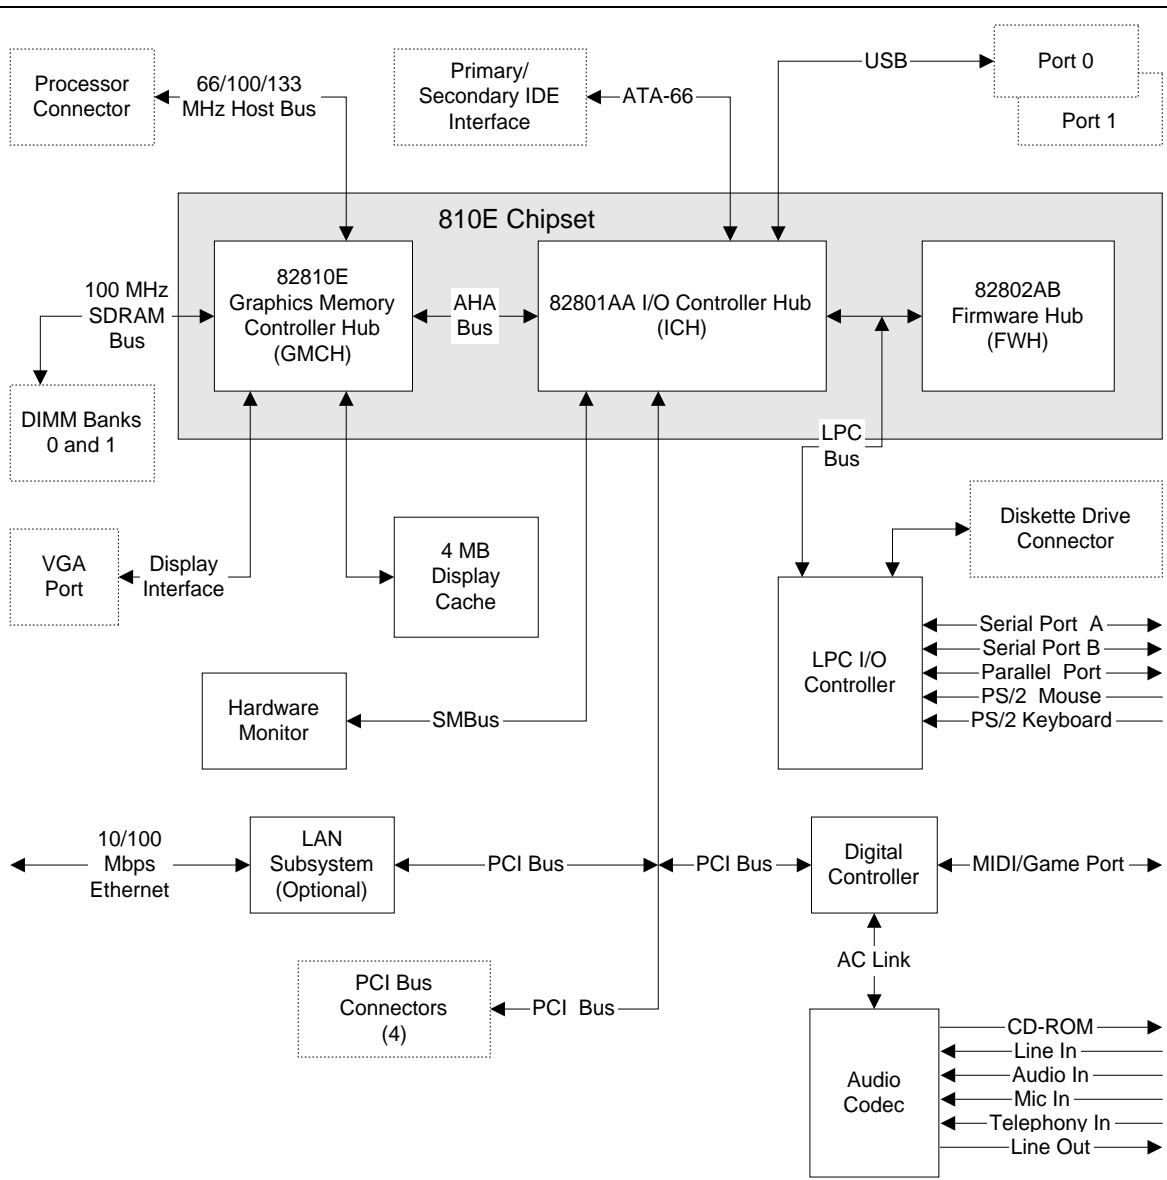 Processor
Connector
66/100/133
MHz Host Bus
Primary/
Secondary IDE
Interface
ATA-66
USB
Port 0
Port 1
810E Chipset
100 MHz
SDRAM
Bus
82810E
Graphics Memory
Controller Hub
(GMCH)
AHA
Bus
82801AA I/O Controller Hub
(ICH)
82802AB
Firmware Hub
(FWH)
DIMM Banks
0 and 1
LPC
Bus
VGA
Port
Display
Interface
4 MB
Display
Cache
Diskette Drive
Connector
LPC I/O
Controller
Serial Port A
Serial Port B
Parallel Port
PS/2 Mouse
PS/2 Keyboard
Hardware
Monitor
SMBus
10/100
Mbps
Ethernet
LAN
Subsystem
(Optional)
PCI Bus
PCI Bus
Digital
Controller
MIDI/Game Port
AC Link
PCI Bus
Connectors
(4)
PCI Bus
Audio
Codec
CD-ROM
Line In
Audio In
Mic In
Telephony In
Line Out